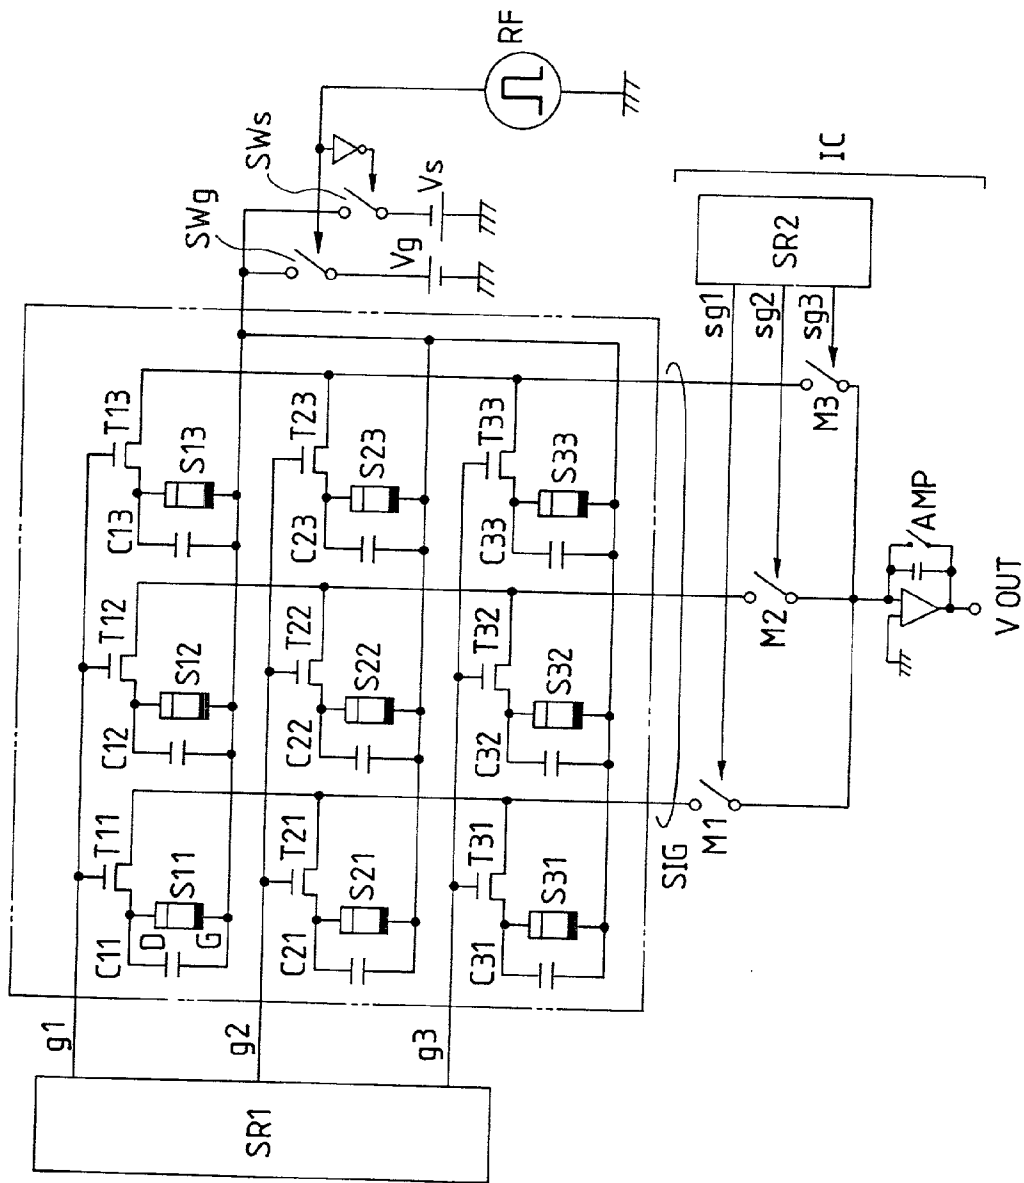 RF
SWs
SWg
Vs
Vg
IC
SR2
sg1
sg2
sg3
T13
S13
C13
T23
S23
C23
T33
S33
C33
M3
T12
S12
C12
T22
S22
C22
T32
S32
C32
M2
AMP
V OUT
T11
S11
C11
D
G
T21
S21
C21
T31
S31
C31
SIG
M1
g1
g2
g3
SR1